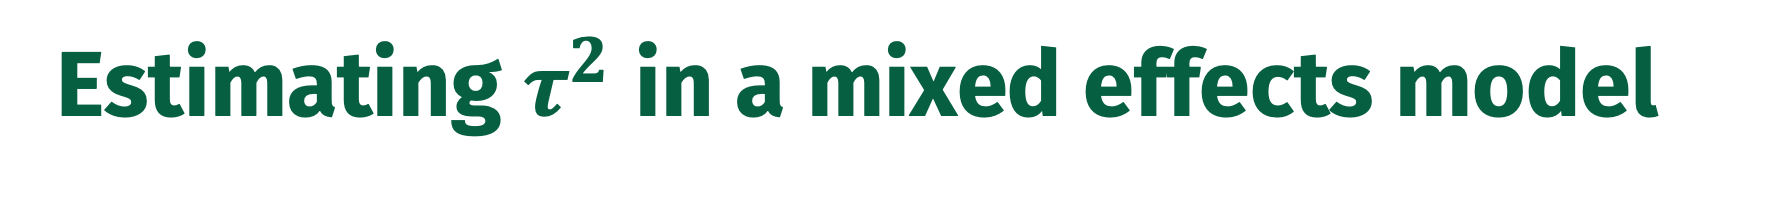 Estimating τ² in a mixed effects model